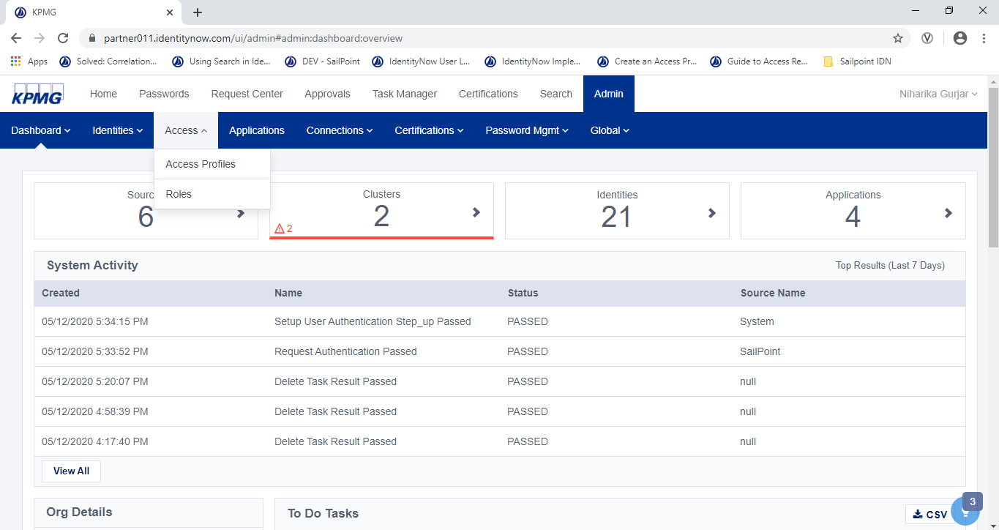 KPMG
partner011.identitynow.com/ui/admin#admin:dashboard:overview
Apps Solved: Correlation... Using Search in Ide... DEV - SailPoint IdentityNow User L... IdentityNow Imple... Create an Access Pr... Guide to Access Re... Sailpoint IDN
KPMG Home Passwords Request Center Approvals Task Manager Certifications Search Admin Niharika Gurjar
Dashboard Identities Access Applications Connections Certifications Password Mgmt Global
Access Profiles
Roles
Sourc Clusters Identities Applications
6 2 21 4
2
System Activity Top Results (Last 7 Days)
Created Name Status Source Name
05/12/2020 5:34:15 PM Setup User Authentication Step_up Passed PASSED System
05/12/2020 5:33:52 PM Request Authentication Passed PASSED SailPoint
05/12/2020 5:20:07 PM Delete Task Result Passed PASSED null
05/12/2020 4:58:39 PM Delete Task Result Passed PASSED null
05/12/2020 4:17:40 PM Delete Task Result Passed PASSED null
View All
Org Details To Do Tasks CSV 3